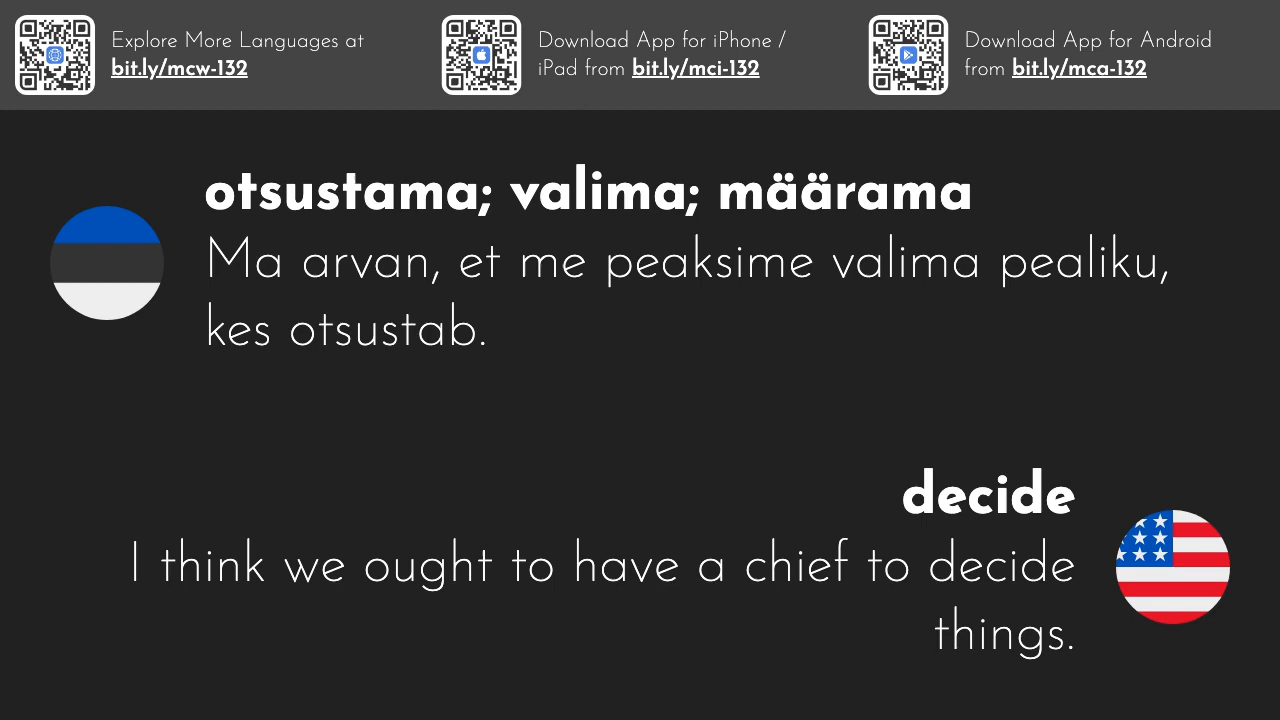 Explore More Languages at
bit.ly/mcw-132
Download App for iPhone /
iPad from bit.ly/mci-132
Download App for Android
from bit.ly/mca-132
otsustama; valima; määrama
Ma arvan, et me peaksime valima pealiku,
kes otsustab.
decide
I think we ought to have a chief to decide
things.